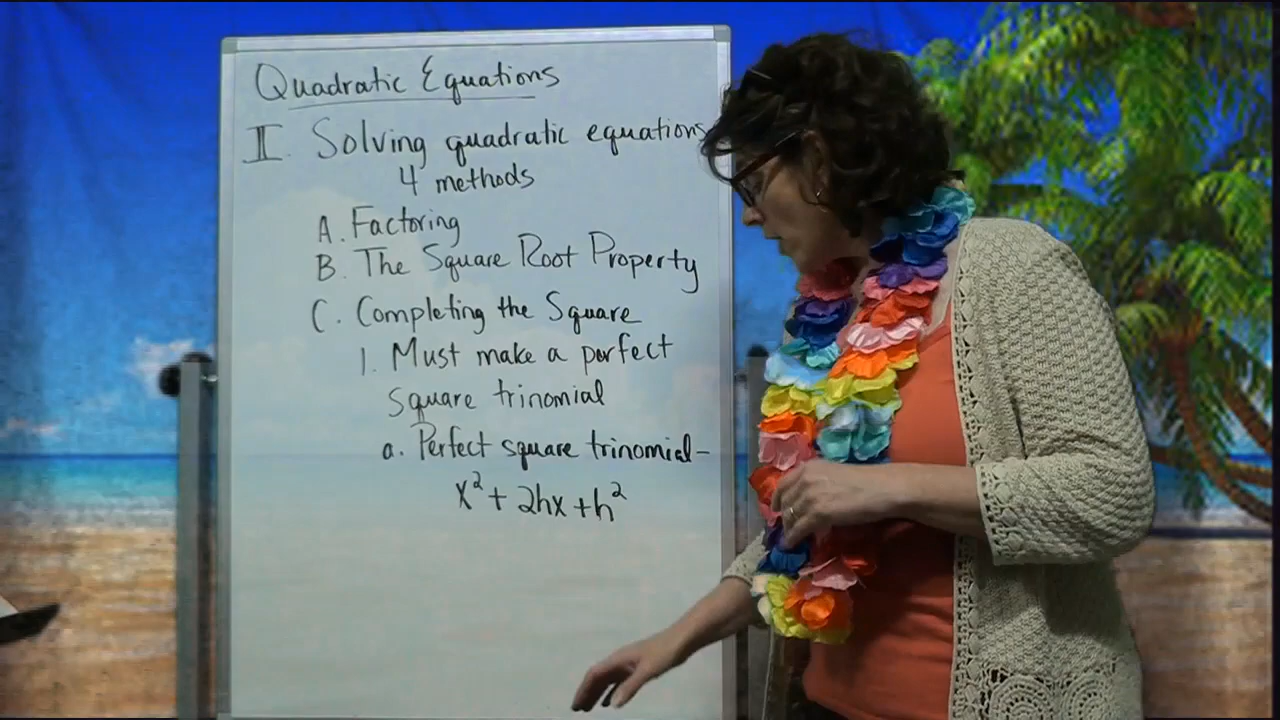 Quadratic Equations
II. Solving quadratic equations
4 methods
A. Factoring
B. The Square Root Property
C. Completing the Square
1. Must make a perfect
square trinomial
a. Perfect square trinomial-
x² + 2hx + h²